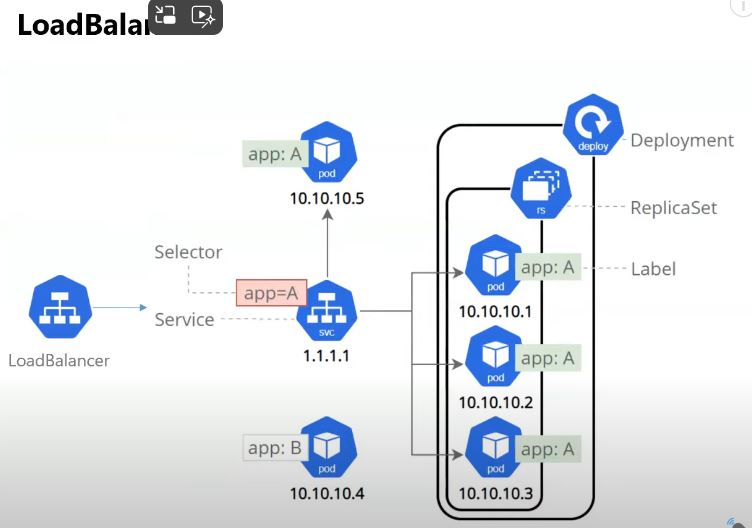 LoadBalan
deploy
Deployment
app: A
pod
10.10.10.5
rs
ReplicaSet
Selector
app=A
Service
svc
1.1.1.1
LoadBalancer
pod
app: A
Label
10.10.10.1
pod
app: A
10.10.10.2
app: B
pod
10.10.10.4
pod
app: A
10.10.10.3